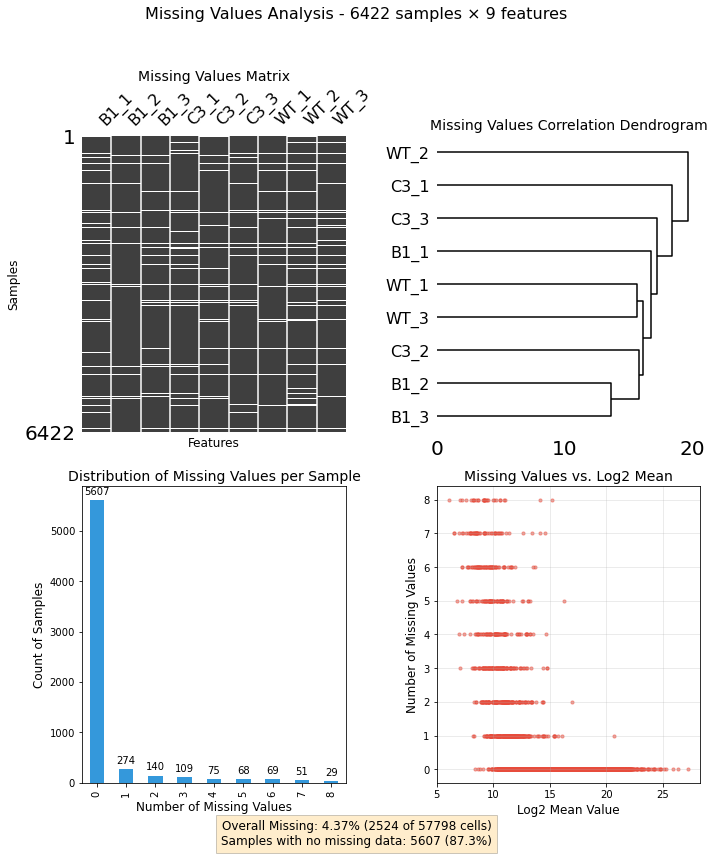 Missing Values Analysis - 6422 samples × 9 features
Missing Values Matrix
B1_1 B1_2 B1_3 C3_1 C3_2 C3_3 WT_1 WT_2 WT_3
1
6422
Samples
Features
Missing Values Correlation Dendrogram
WT_2
C3_1
C3_3
B1_1
WT_1
WT_3
C3_2
B1_2
B1_3
0 10 20
Distribution of Missing Values per Sample
5607 274 140 109 75 68 69 51 29
5000
4000
3000
2000
1000
0
Count of Samples
0 1 2 3 4 5 6 7 8
Number of Missing Values
Missing Values vs. Log2 Mean
8
7
6
5
4
3
2
1
0
Number of Missing Values
5 10 15 20 25
Log2 Mean Value
Overall Missing: 4.37% (2524 of 57798 cells)
Samples with no missing data: 5607 (87.3%)